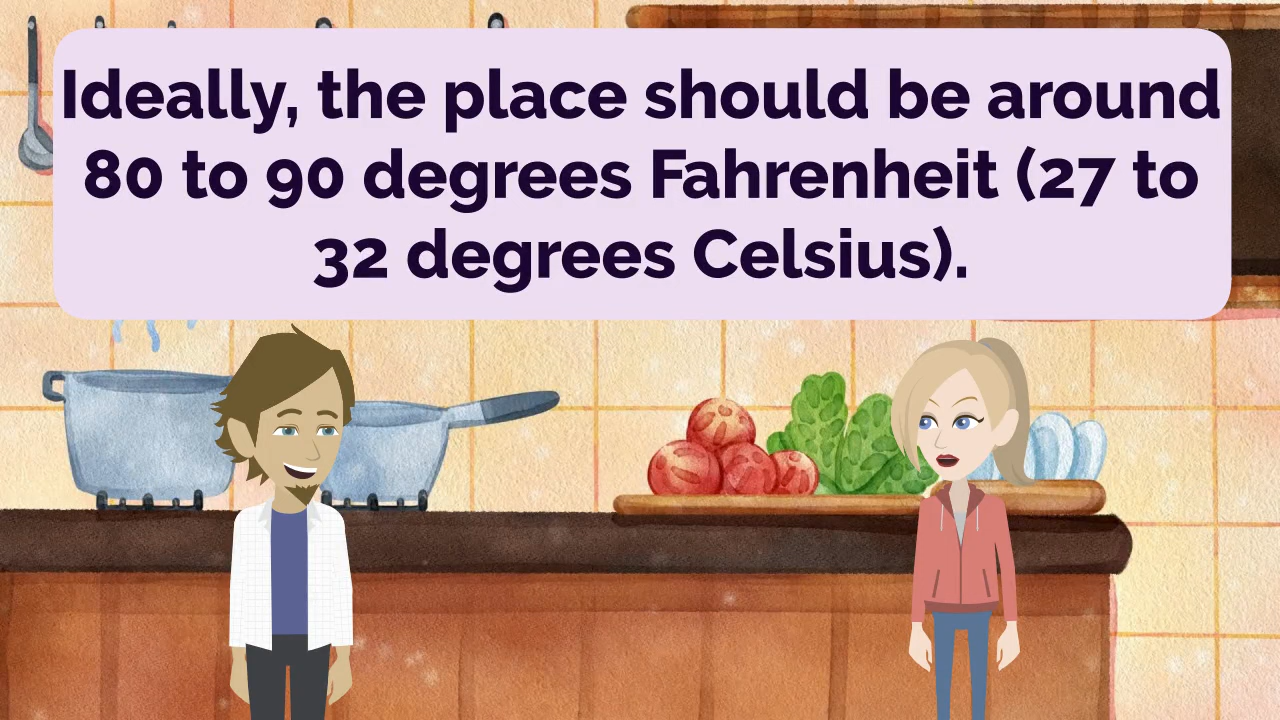 Ideally, the place should be around
80 to 90 degrees Fahrenheit (27 to
32 degrees Celsius).